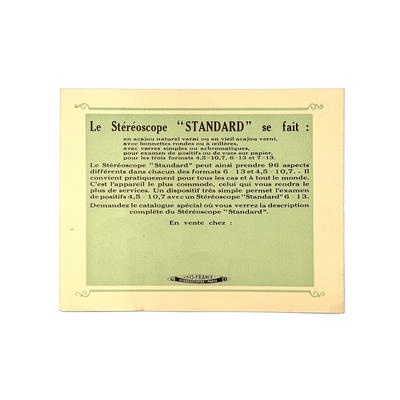 Le Stéréoscope "STANDARD" se fait :
en acajou naturel verni ou en vieil acajou verni,
avec bonnettes rondes ou à œillères,
avec verres simples ou achromatiques,
pour examen de positifs ou de vues sur papier,
pour les trois formats 4,5×10,7, 6×13 et 7×13.
Le Stéréoscope "Standard" peut ainsi prendre 96 aspects
différents dans chacun des formats 6×13 et 4,5×10,7. - Il
convient pratiquement pour tous les cas et à tout le monde.
C'est l'appareil le plus commode, celui qui vous rendra le
plus de services. Un dispositif très simple permet l'examen
de positifs 4,5×10,7 avec un Stéréoscope "Standard" 6×13.
Demandez le catalogue spécial où vous verrez la description
complète du Stéréoscope "Standard".
En vente chez :
UNIS-FRANCE